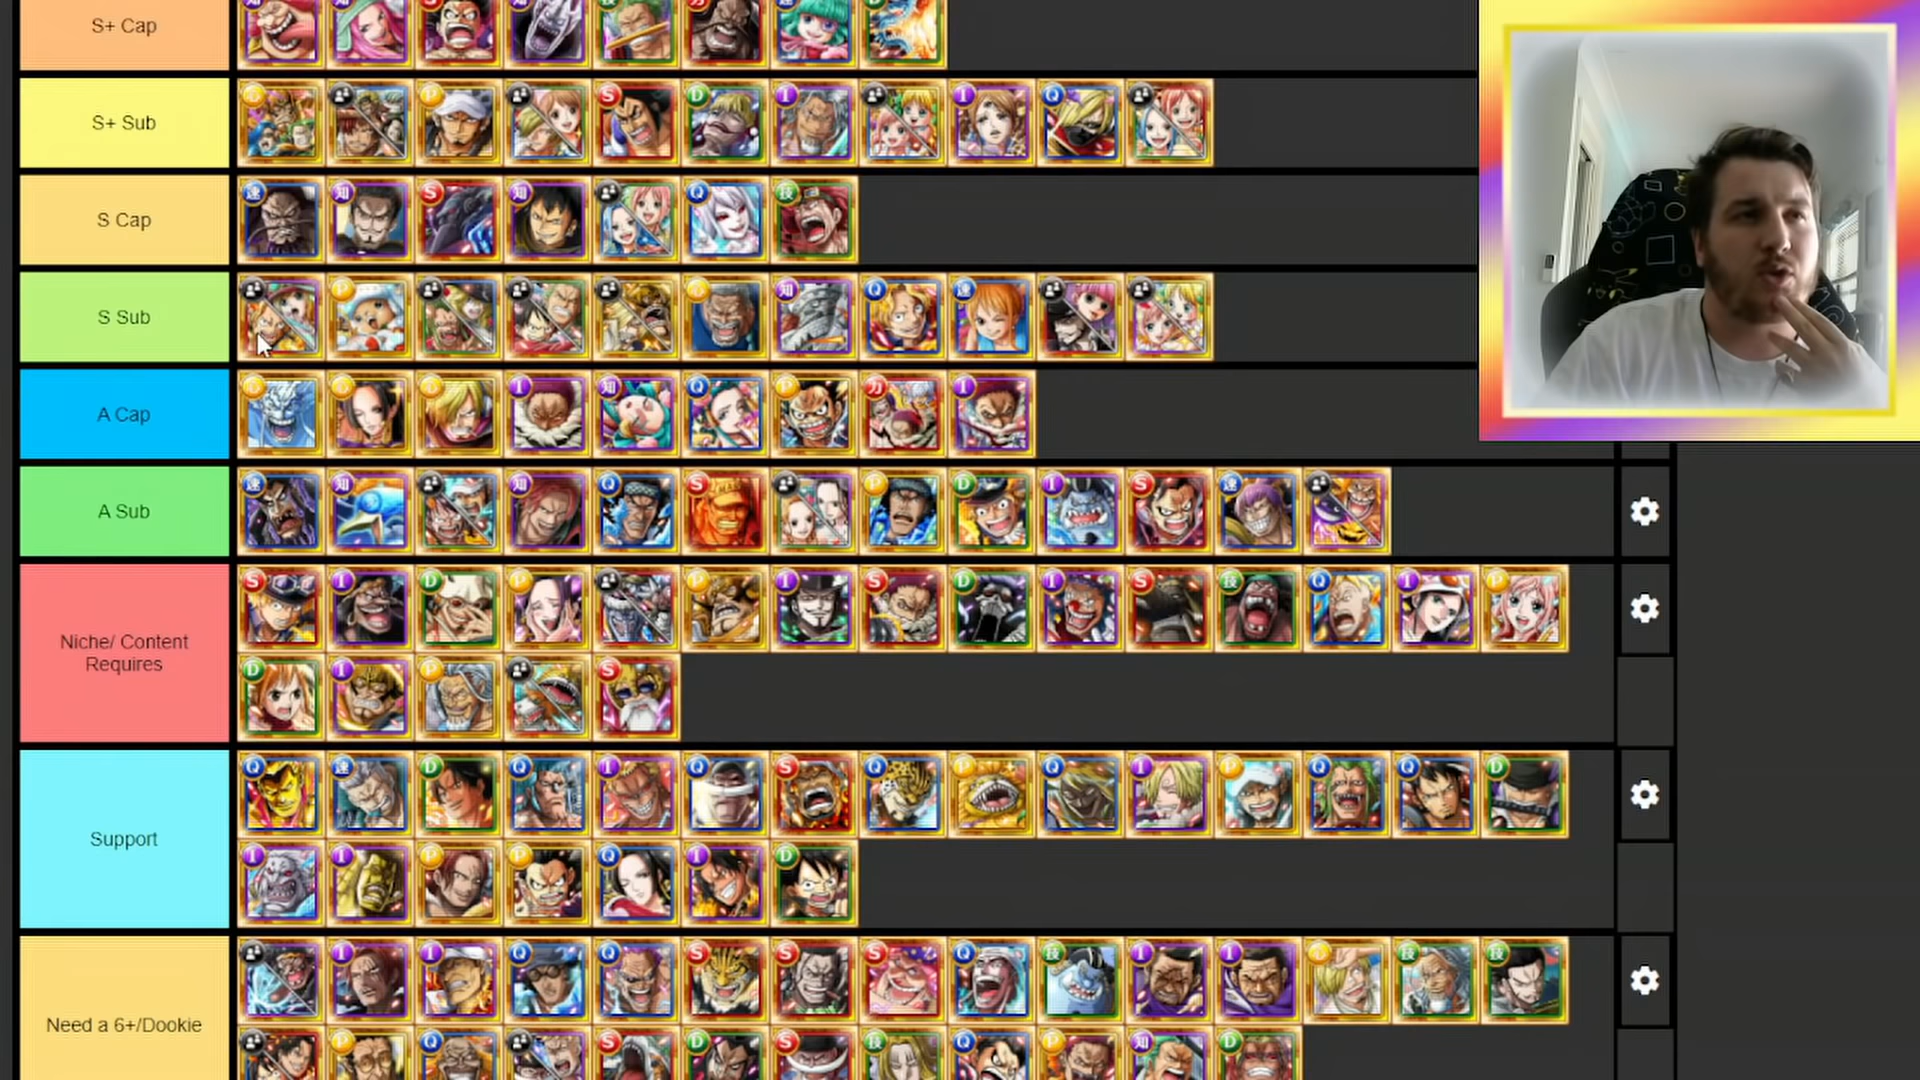 S+ Cap
S+ Sub
S Cap
S Sub
A Cap
A Sub
Niche/ Content
Requires
Support
Need a 6+/Dookie